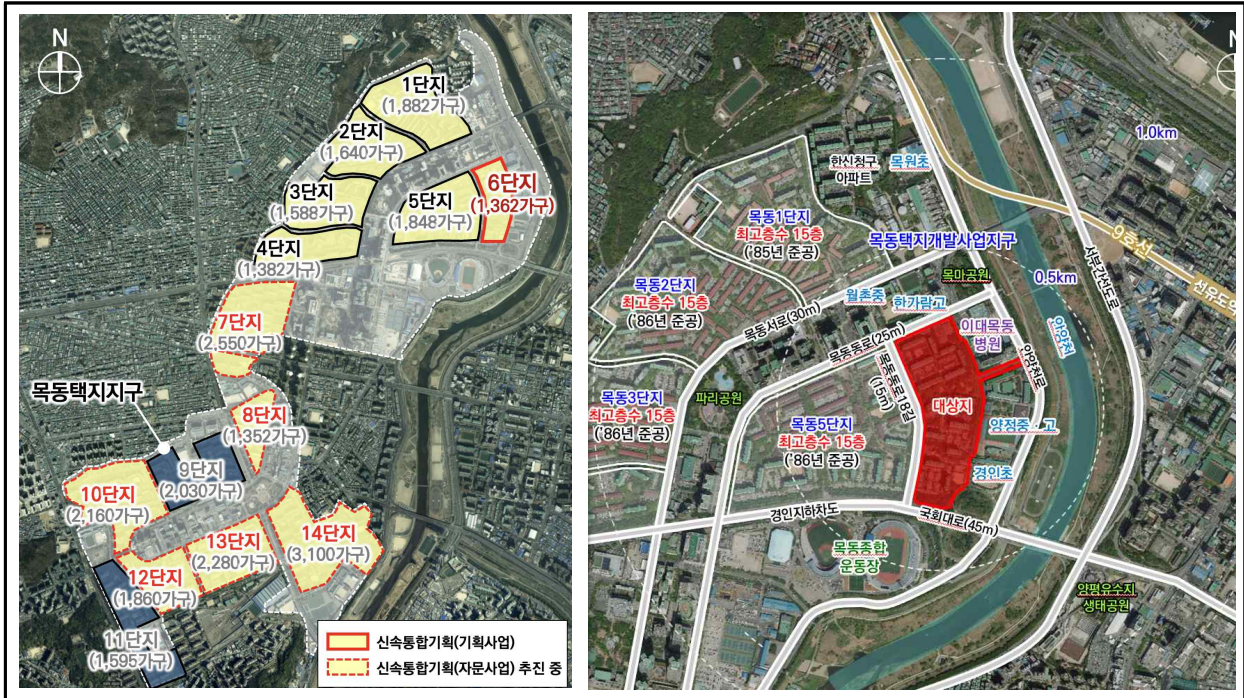 N
1단지
(1,882가구)
2단지
(1,640가구)
3단지
(1,588가구)
4단지
(1,382가구)
5단지
(1,848가구)
6단지
(1,362가구)
7단지
(2.550가구)
목동택지지구
8단지
(1,352가구)
9단지
(2,030가구)
10단지
(2,160가구)
13단지
(2,280가구)
14단지
(3,100가구)
12단지
(1,860가구)
11단지
(1,595가구)
신속통합기획(기획사업)
신속통합기획(자문사업) 추진 중
N
1.0km
한신청구
아파트
목원초
목동1단지
최고층수 15층
('85년 준공)
목동택지개발사업지구
9호선
선유도역
서부간선도로
0.5km
목마공원
목동2단지
최고층수 15층
('86년 준공)
월촌중
한가람고
목동서로(30m)
목동동로(25m)
이대목동
병원
안양천
안양천로
목동동로18길
(15m)
대상지
목동3단지
최고층수 15층
('86년 준공)
파리공원
목동5단지
최고층수 15층
('86년 준공)
양정중·고
경인초
경인지하차도
국회대로(45m)
목동종합
운동장
양평유수지
생태공원